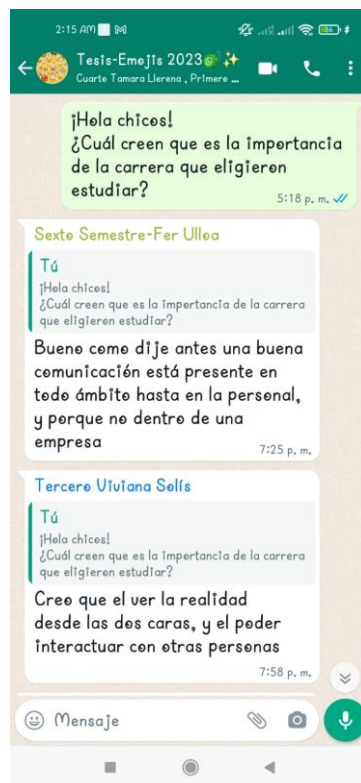 2:15 AM
Tesis-Emojis 2023
Cuarto Tamara Llerena, Primero ...
¡Hola chicos!
¿Cuál creen que es la importancia
de la carrera que eligieron
estudiar?
5:18 p. m.
Sexto Semestre-Fer Ulloa
Tú
¡Hola chicos!
¿Cuál creen que es la importancia de la carrera
que eligieron estudiar?
Bueno como dije antes una buena
comunicación está presente en
todo ámbito hasta en la personal,
y porque no dentro de una
empresa
7:25 p. m.
Tercero Viviana Solís
Tú
¡Hola chicos!
¿Cuál creen que es la importancia de la carrera
que eligieron estudiar?
Creo que el ver la realidad
desde las dos caras, y el poder
interactuar con otras personas
7:58 p. m.
Mensaje